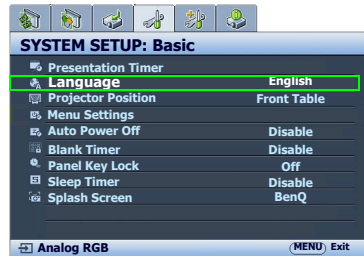 SYSTEM SETUP: Basic
Presentation Timer
Language English
Projector Position Front Table
Menu Settings
Auto Power Off Disable
Blank Timer Disable
Panel Key Lock Off
Sleep Timer Disable
Splash Screen BenQ
Analog RGB MENU Exit